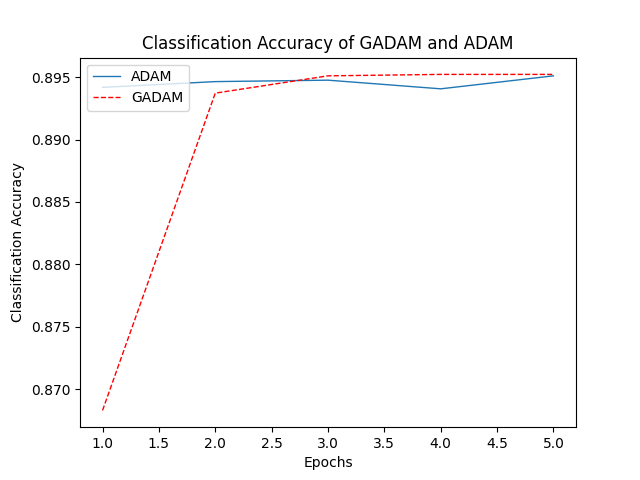 Classification Accuracy of GADAM and ADAM
ADAM
GADAM
Classification Accuracy
0.895
0.890
0.885
0.880
0.875
0.870
1.0 1.5 2.0 2.5 3.0 3.5 4.0 4.5 5.0
Epochs